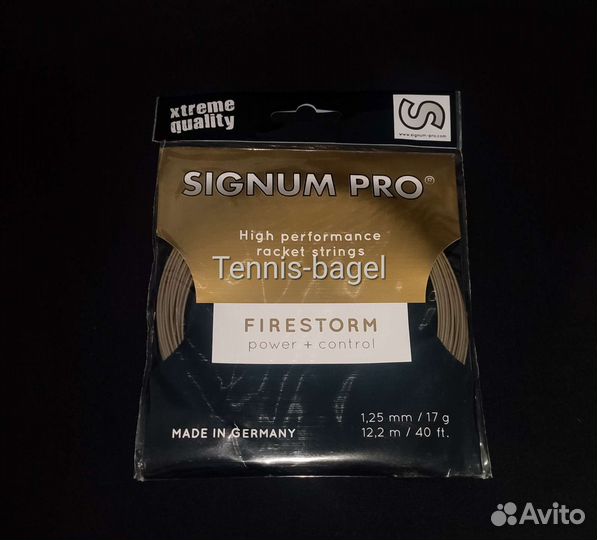 xtreme
quality
www.signum-pro.com
SIGNUM PRO®
High performance
racket strings
Tennis-bagel
FIRESTORM
power + control
1,25 mm / 17 g
MADE IN GERMANY
12,2 m / 40 ft.
Avito